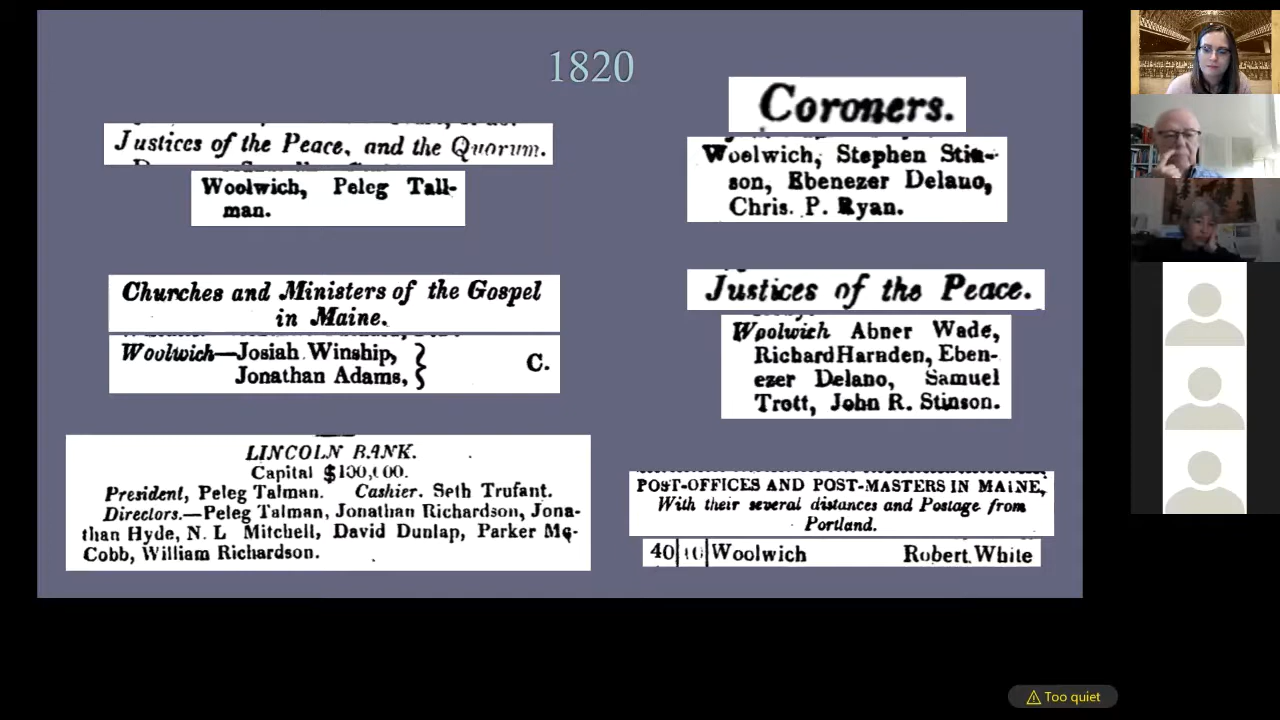 1820
Justices of the Peace, and the Quorum.
Woolwich, Peleg Tall-
man.
Churches and Ministers of the Gospel
in Maine.
Woolwich—Josiah Winship,
Jonathan Adams,
C.
LINCOLN BANK.
Capital
President, Peleg Talman. Cashier. Seth Trufant.
Directors.—Peleg Talman, Jonathan Richardson, Jona-
than Hyde, N. L Mitchell, David Dunlap, Parker Mc-
Cobb, William Richardson.
Coroners.
Woolwich, Stephen Stin-
son, Ebenezer Delano,
Chris. P. Ryan.
Justices of the Peace.
Woolwich Abner Wade,
Richard Harnden, Eben-
ezer Delano, Samuel
Trott, John R. Stinson.
POST-OFFICES AND POST-MASTERS IN MAINE,
With their several distances and Postage from
Portland.
40 Woolwich Robert White
Too quiet